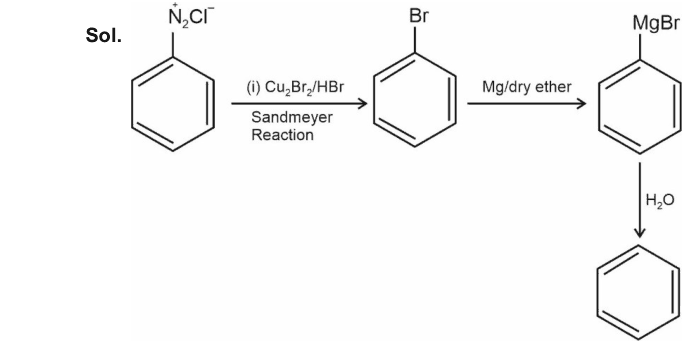 Sol.
N₂Cl⁻
+
(i) Cu₂Br₂/HBr
Sandmeyer
Reaction
Br
Mg/dry ether
MgBr
H₂O